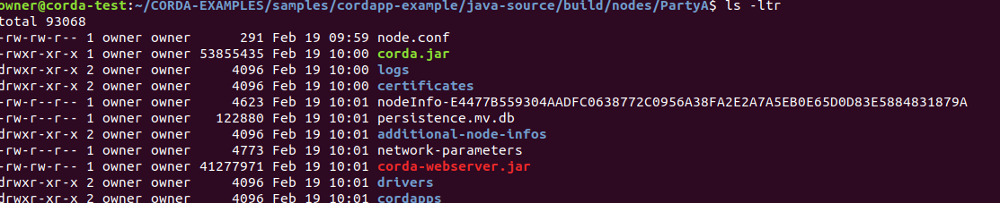 owner@corda-test:~/CORDA-EXAMPLES/samples/cordapp-example/java-source/build/nodes/PartyA$ ls -ltr
total 93068
-rw-rw-r-- 1 owner owner      291 Feb 19 09:59 node.conf
-rwxr-xr-x 1 owner owner 53855435 Feb 19 10:00 corda.jar
drwxr-xr-x 2 owner owner     4096 Feb 19 10:00 logs
drwxr-xr-x 2 owner owner     4096 Feb 19 10:00 certificates
-rw-r--r-- 1 owner owner     4623 Feb 19 10:01 nodeInfo-E4477B559304AADFC0638772C0956A38FA2E2A7A5EB0E65D0D83E5884831879A
-rw-r--r-- 1 owner owner   122880 Feb 19 10:01 persistence.mv.db
drwxr-xr-x 2 owner owner     4096 Feb 19 10:01 additional-node-infos
-rw-r--r-- 1 owner owner     4773 Feb 19 10:01 network-parameters
-rw-rw-r-- 1 owner owner 41277971 Feb 19 10:01 corda-webserver.jar
drwxr-xr-x 2 owner owner     4096 Feb 19 10:01 drivers
drwxr-xr-x 2 owner owner     4096 Feb 19 10:01 cordapps